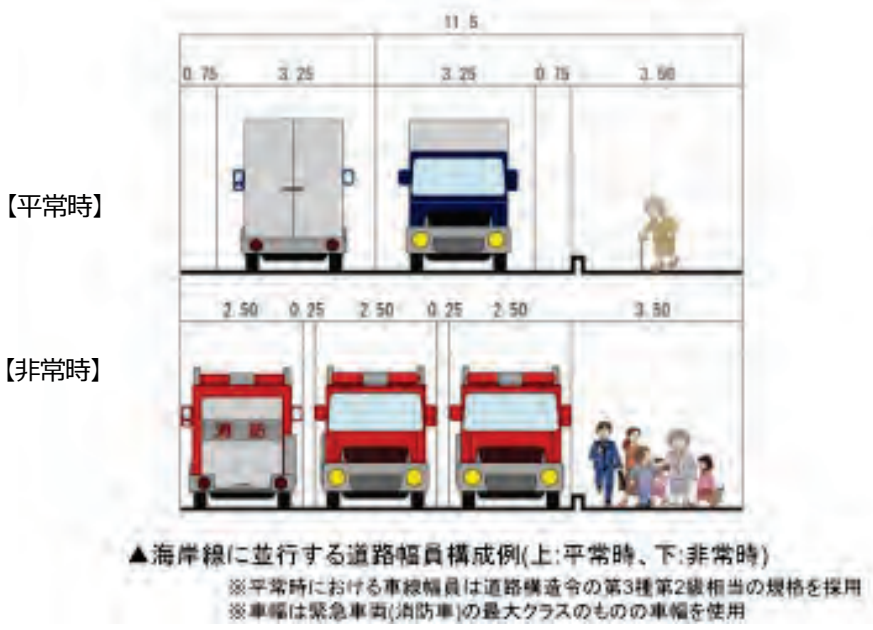 11 5
0.75 3.25 3.25 0.75 3.50
【平常時】
2.50 0.25 2.50 0.25 2.50 3.50
【非常時】
消防
▲海岸線に並行する道路幅員構成例(上:平常時、下:非常時)
※平常時における車線幅員は道路構造令の第3種第2級相当の規格を採用
※車幅は緊急車両(消防車)の最大クラスのものの車幅を使用